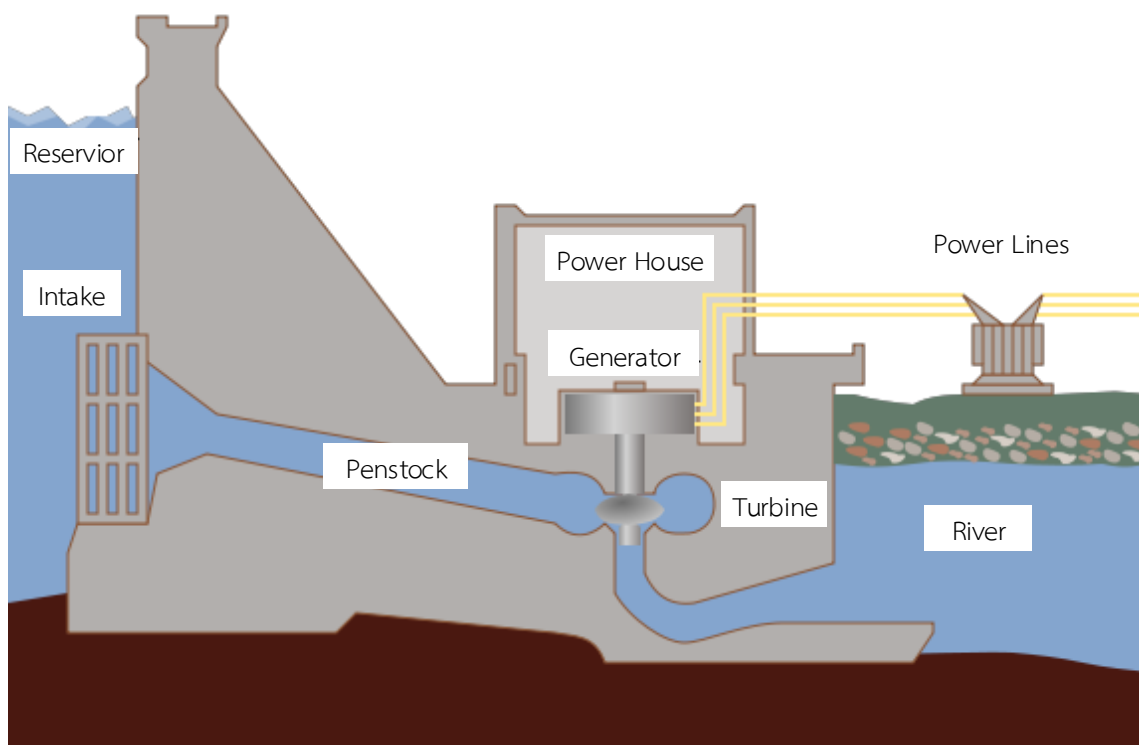 Reservior
Intake
Power House
Power Lines
Generator
Penstock
Turbine
River